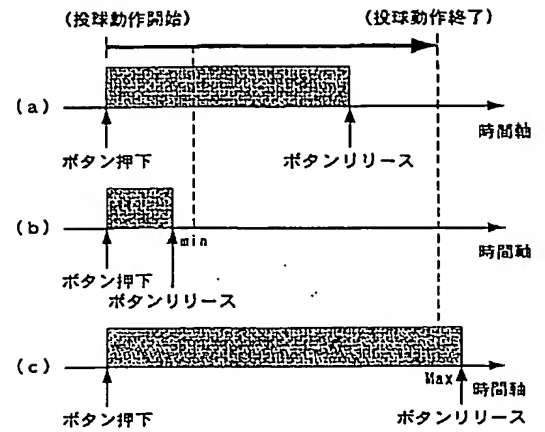 (投球動作開始) (投球動作終了)
(a)
時間軸
ボタン押下 ボタンリリース
(b)
min
時間軸
ボタン押下
ボタンリリース
(c)
Max 時間軸
ボタン押下 ボタンリリース